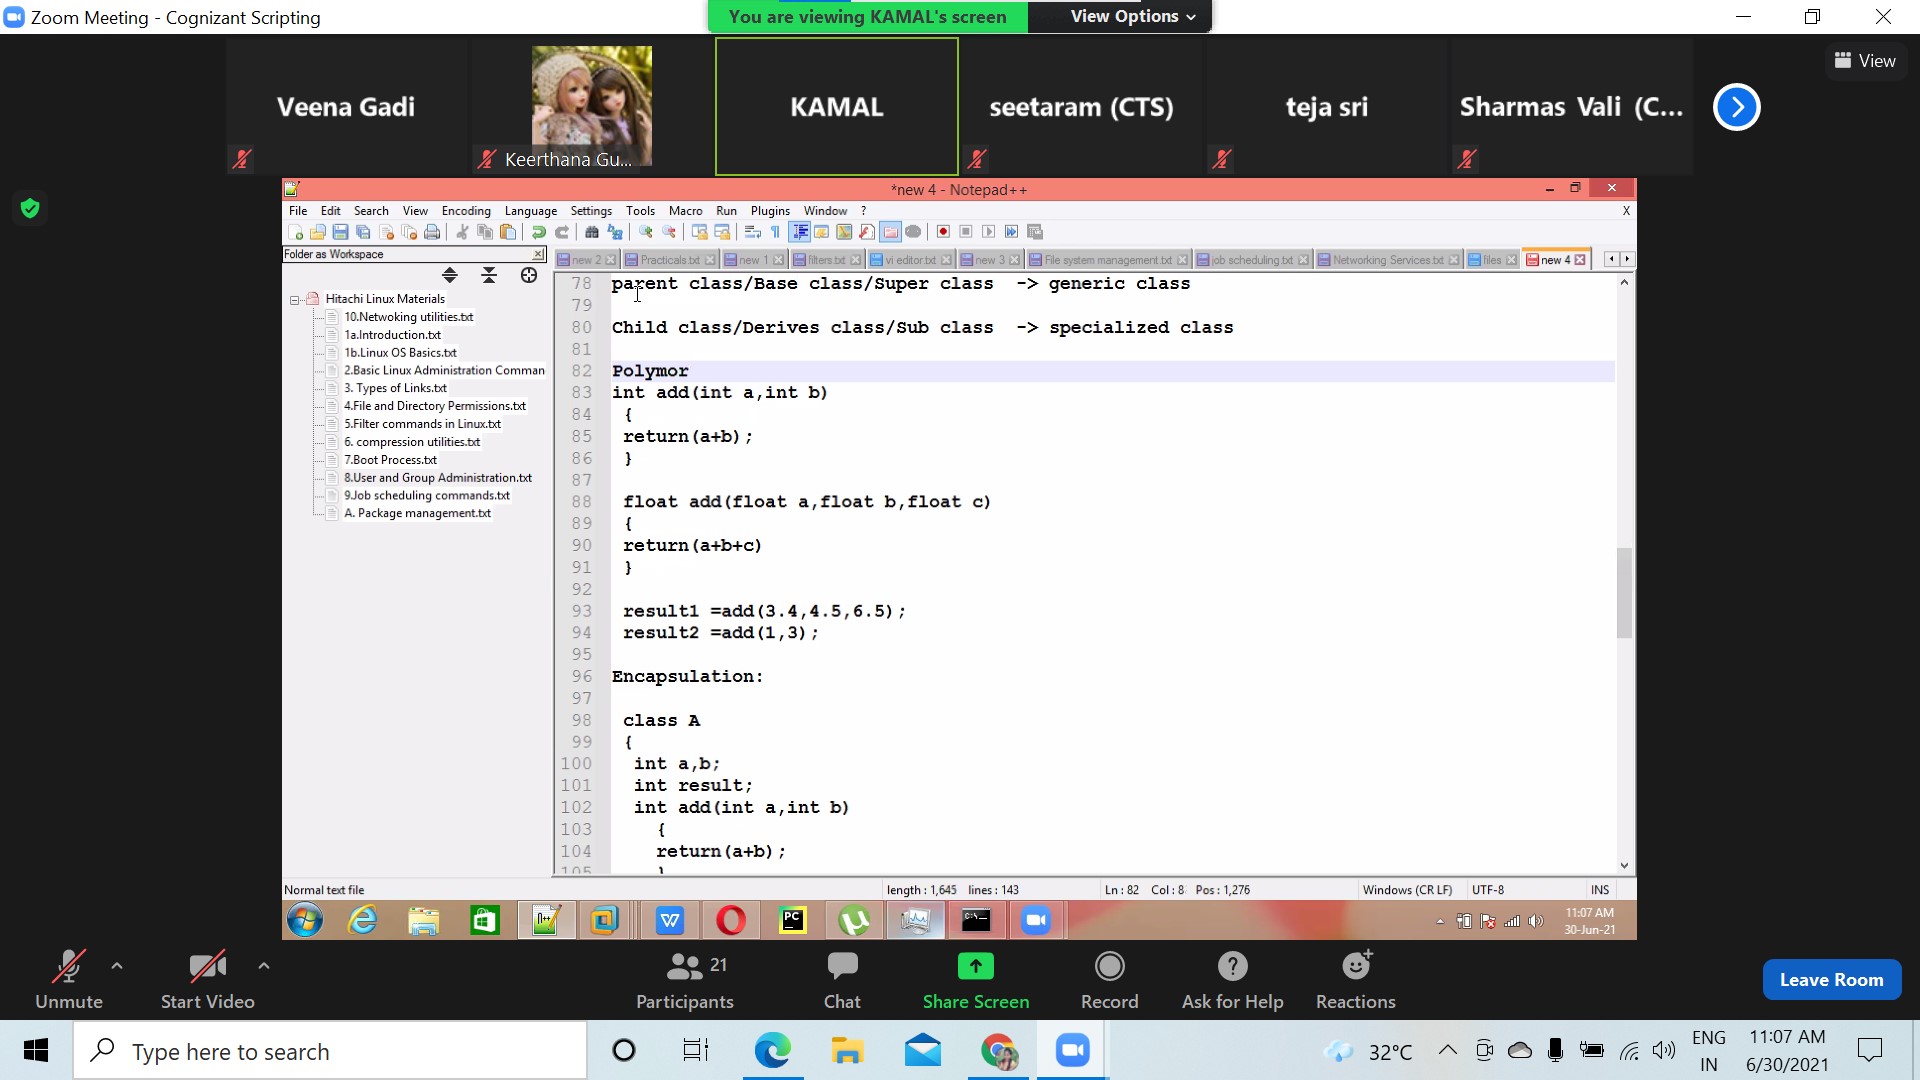 Zoom Meeting - Cognizant Scripting
You are viewing KAMAL's screen
View Options
View
Veena Gadi
Keerthana Gu...
KAMAL
seetaram (CTS)
teja sri
Sharmas Vali (C...
*new 4 - Notepad++
File Edit Search View Encoding Language Settings Tools Macro Run Plugins Window ? X
Folder as Workspace
new 2 Practicals.txt new 1 filters.txt vi editor.txt new 3 File system management.txt job scheduling.txt Networking Services.txt files new 4
Hitachi Linux Materials
10.Netwoking utilities.txt
1a.Introduction.txt
1b.Linux OS Basics.txt
2.Basic Linux Administration Comman
3. Types of Links.txt
4.File and Directory Permissions.txt
5.Filter commands in Linux.txt
6. compression utilities.txt
7.Boot Process.txt
8.User and Group Administration.txt
9.Job scheduling commands.txt
A. Package management.txt
78 parent class/Base class/Super class -> generic class
79
80 Child class/Derives class/Sub class -> specialized class
81
82 Polymor
83 int add(int a,int b)
84 {
85 return(a+b);
86 }
87
88 float add(float a,float b,float c)
89 {
90 return(a+b+c)
91 }
92
93 result1 =add(3.4,4.5,6.5);
94 result2 =add(1,3);
95
96 Encapsulation:
97
98 class A
99 {
100 int a,b;
101 int result;
102 int add(int a,int b)
103 {
104 return(a+b);
105 }
Normal text file
length : 1,645 lines : 143
Ln : 82 Col : 8 Pos : 1,276
Windows (CR LF)
UTF-8
INS
11:07 AM
30-Jun-21
Unmute
Start Video
21
Participants
Chat
Share Screen
Record
Ask for Help
Reactions
Leave Room
Type here to search
32°C
ENG
IN
11:07 AM
6/30/2021